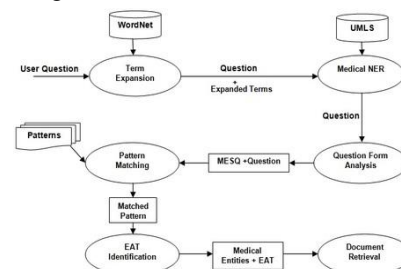 WordNet
UMLS
User Question
Term
Expansion
Question
+
Expanded Terms
Medical NER
Question
Patterns
Pattern
Matching
MESQ +Question
Question Form
Analysis
Matched
Pattern
EAT
Identification
Medical
Entities + EAT
Document
Retrieval